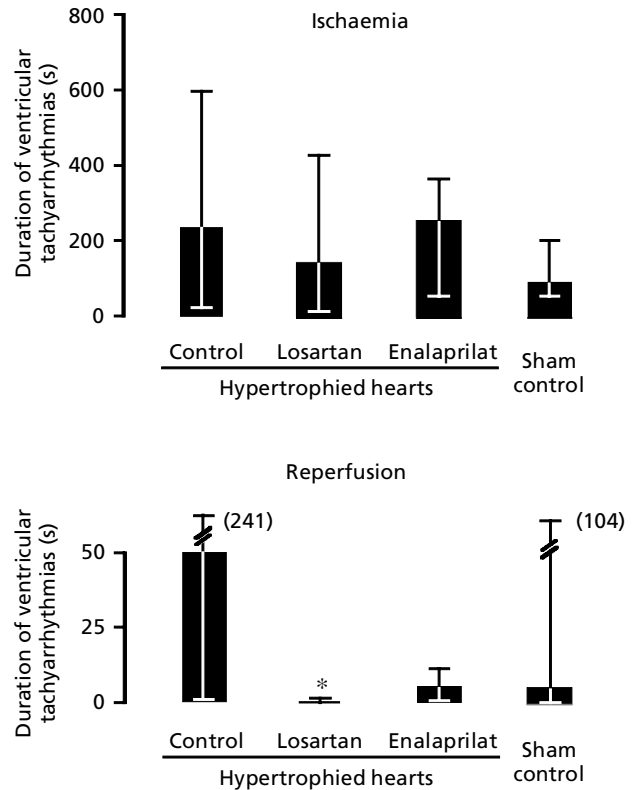 Ischaemia
Duration of ventricular
tachyarrhythmias (s)
800
600
400
200
0
Control Losartan Enalaprilat Sham
control
Hypertrophied hearts
Reperfusion
Duration of ventricular
tachyarrhythmias (s)
(241) (104)
50
25
*
0
Control Losartan Enalaprilat Sham
control
Hypertrophied hearts